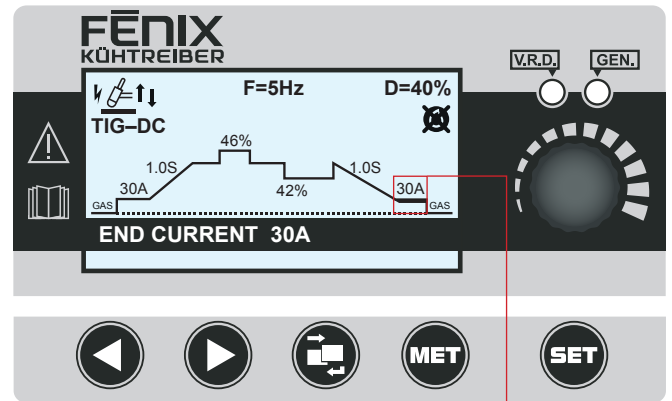 FĒNIX
KÜHTREIBER
V.R.D. GEN.
F=5Hz D=40%
TIG–DC
46%
1.0S 1.0S
30A 42% 30A
GAS GAS
END CURRENT 30A
MET SET